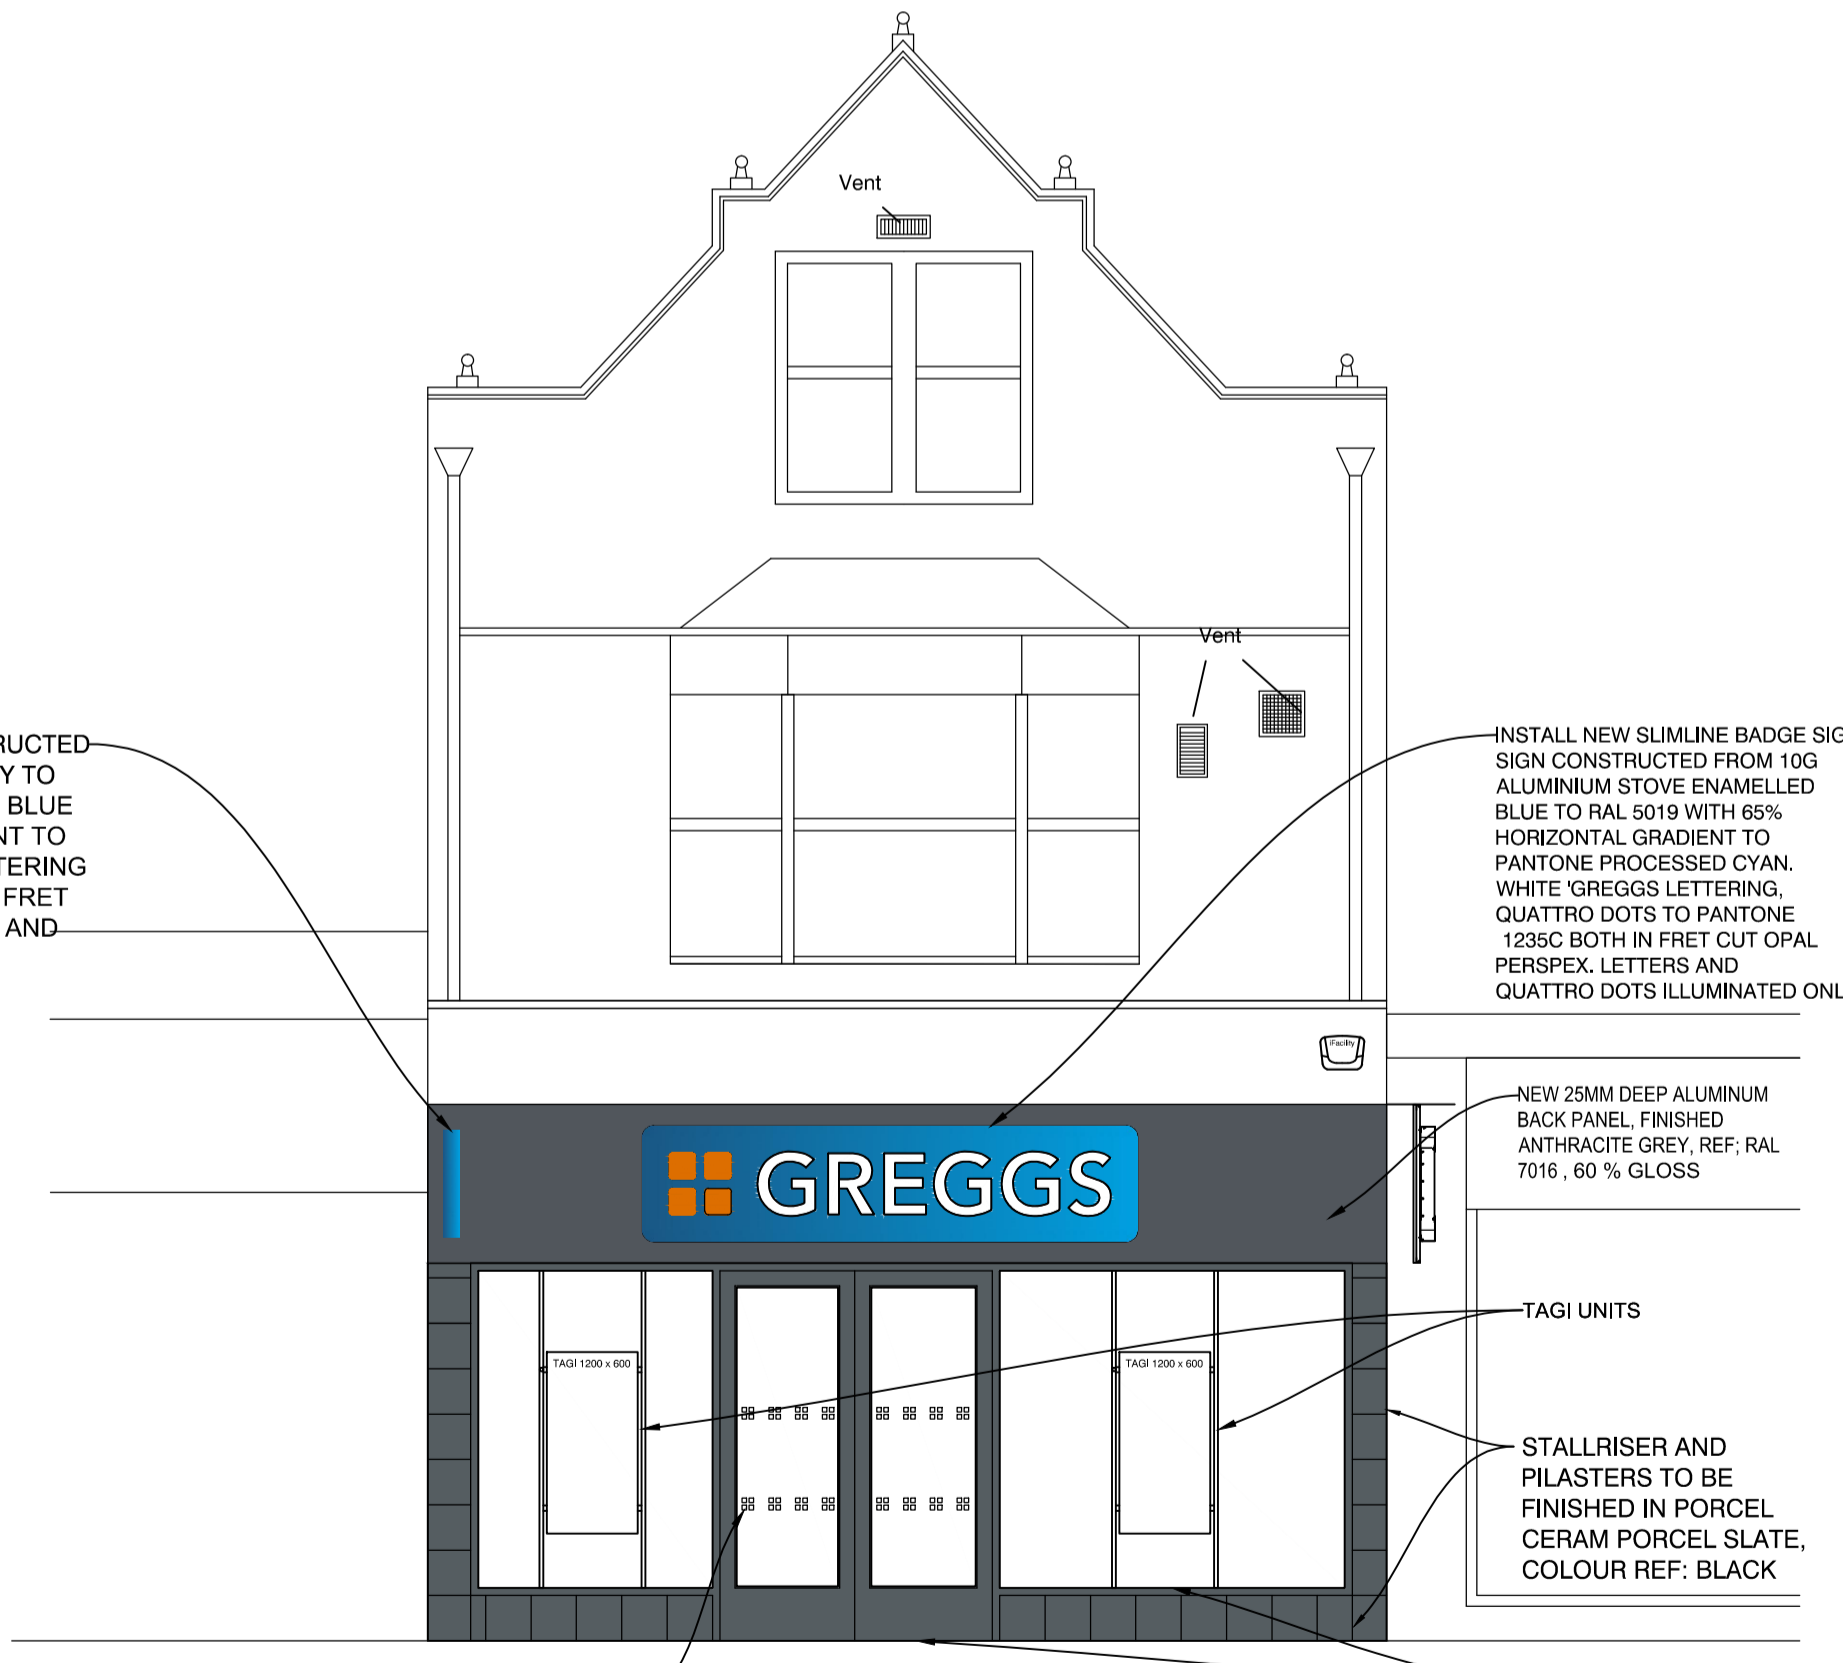 Vent
Vent
RUCTED
Y TO
BLUE
NT TO
TERING
FRET
AND
INSTALL NEW SLIMLINE BADGE SIG
SIGN CONSTRUCTED FROM 10G
ALUMINIUM STOVE ENAMELLED
BLUE TO RAL 5019 WITH 65%
HORIZONTAL GRADIENT TO
PANTONE PROCESSED CYAN.
WHITE 'GREGGS LETTERING,
QUATTRO DOTS TO PANTONE
1235C BOTH IN FRET CUT OPAL
PERSPEX. LETTERS AND
QUATTRO DOTS ILLUMINATED ONL
iFacility
NEW 25MM DEEP ALUMINUM
BACK PANEL, FINISHED
ANTHRACITE GREY, REF; RAL
7016 , 60 % GLOSS
GREGGS
TAGI UNITS
TAGI 1200 x 600
TAGI 1200 x 600
STALLRISER AND
PILASTERS TO BE
FINISHED IN PORCEL
CERAM PORCEL SLATE,
COLOUR REF: BLACK